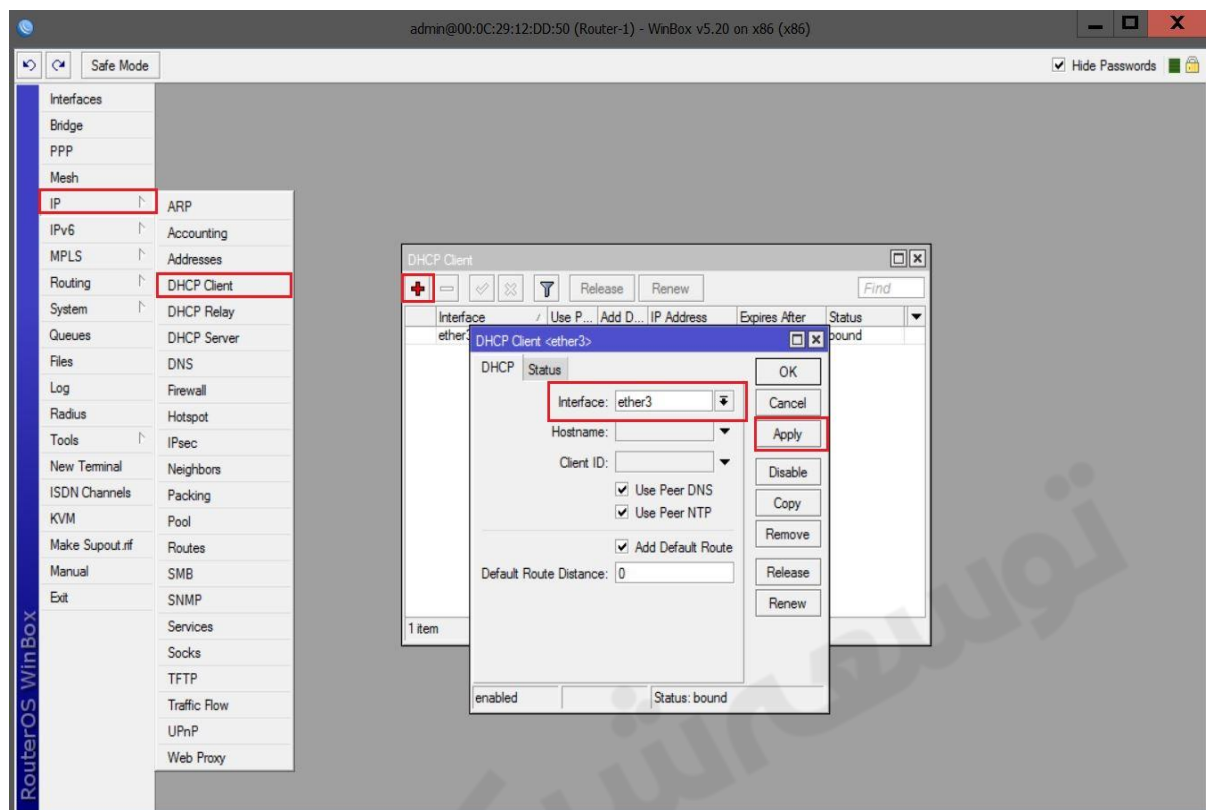 admin@00:0C:29:12:DD:50 (Router-1) - WinBox v5.20 on x86 (x86)
Safe Mode
Hide Passwords
Interfaces
Bridge
PPP
Mesh
IP
IPv6
MPLS
Routing
System
Queues
Files
Log
Radius
Tools
New Terminal
ISDN Channels
KVM
Make Supout.rif
Manual
Exit
RouterOS WinBox
ARP
Accounting
Addresses
DHCP Client
DHCP Relay
DHCP Server
DNS
Firewall
Hotspot
IPsec
Neighbors
Packing
Pool
Routes
SMB
SNMP
Services
Socks
TFTP
Traffic Flow
UPnP
Web Proxy
DHCP Client
Release Renew Find
Interface Use P... Add D... IP Address Expires After Status
ether3 bound
1 item
DHCP Client <ether3>
DHCP Status
Interface: ether3
Hostname:
Client ID:
Use Peer DNS
Use Peer NTP
Add Default Route
Default Route Distance: 0
OK
Cancel
Apply
Disable
Copy
Remove
Release
Renew
enabled Status: bound
توسعه